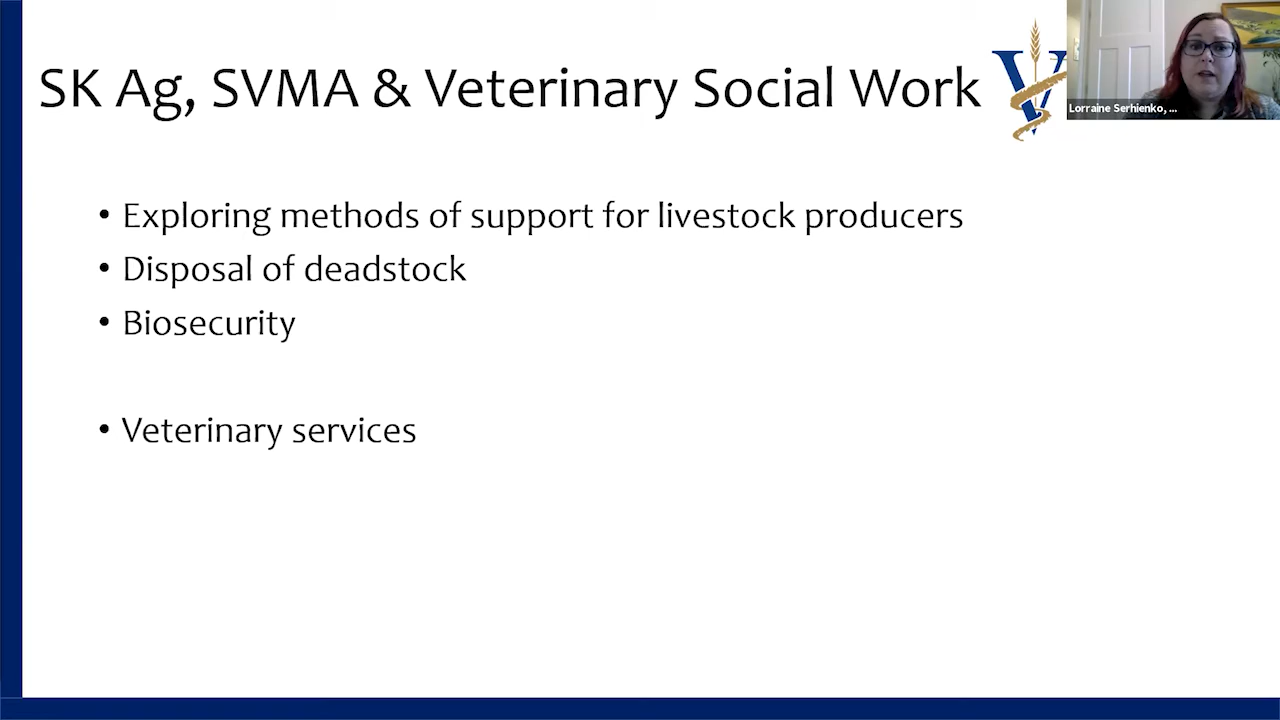 SK Ag, SVMA & Veterinary Social Work
V
Lorraine Serhienko, ...
• Exploring methods of support for livestock producers
• Disposal of deadstock
• Biosecurity
• Veterinary services